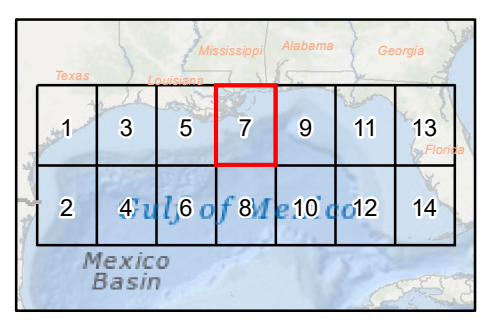 Mississippi Alabama Georgia
Texas Louisiana
1 3 5 7 9 11 13
Florida
2 4 6 8 10 12 14
Gulf of Mexico
Mexico
Basin